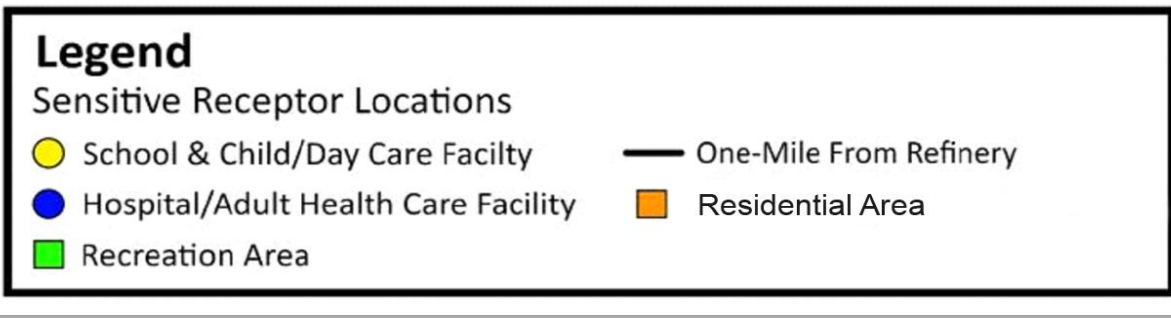 Legend
Sensitive Receptor Locations
School & Child/Day Care Facilty
One-Mile From Refinery
Hospital/Adult Health Care Facility
Residential Area
Recreation Area